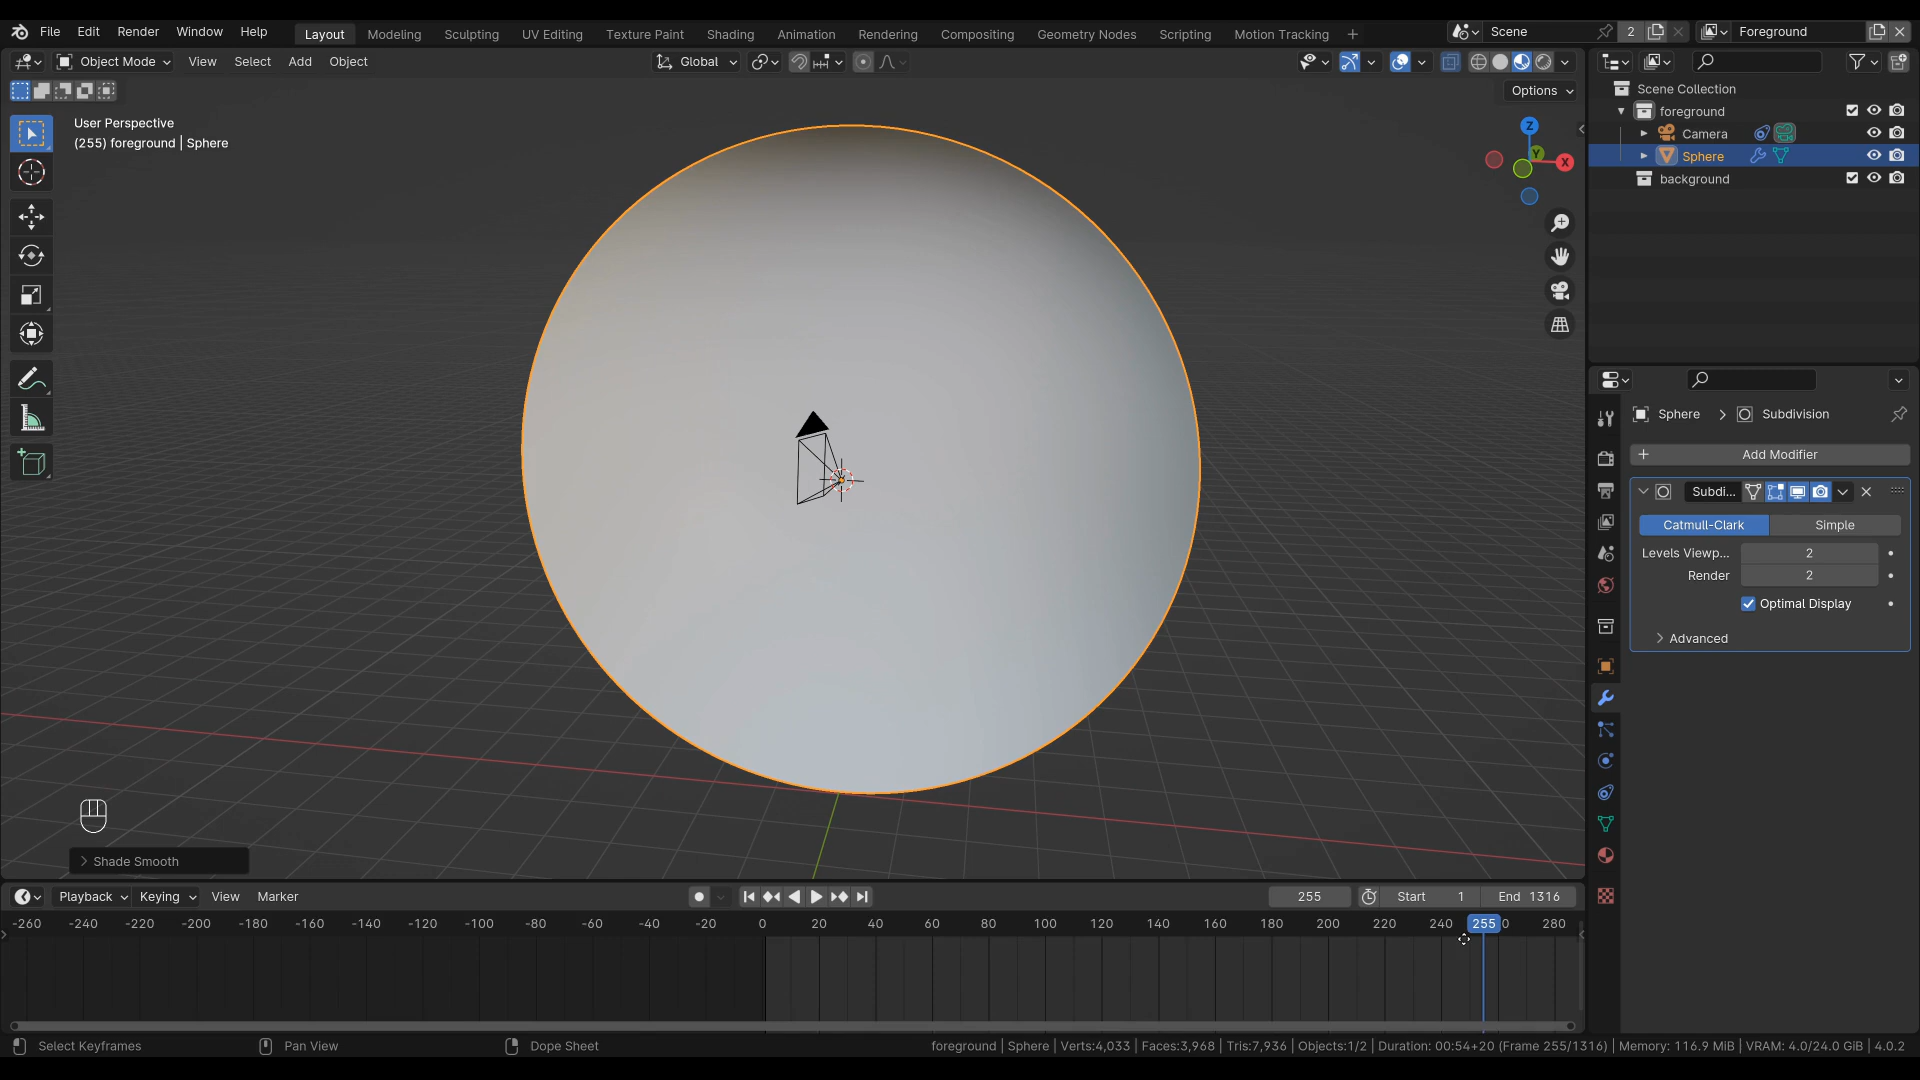 File Edit Render Window Help Layout Modeling Sculpting UV Editing Texture Paint Shading Animation Rendering Compositing Geometry Nodes Scripting Motion Tracking + Scene 2 Foreground
Object Mode View Select Add Object Global
Options
User Perspective
(255) foreground | Sphere
Z
Y
X
Scene Collection
foreground
Camera
Sphere
background
Sphere > Subdivision
+ Add Modifier
Subdi...
Catmull-Clark Simple
Levels Viewp... 2
Render 2
Optimal Display
Advanced
Shade Smooth
Playback Keying View Marker 255 Start 1 End 1316
-260 -240 -220 -200 -180 -160 -140 -120 -100 -80 -60 -40 -20 0 20 40 60 80 100 120 140 160 180 200 220 240 255 0 280
Select Keyframes Pan View Dope Sheet foreground | Sphere | Verts:4,033 | Faces:3,968 | Tris:7,936 | Objects:1/2 | Duration: 00:54+20 (Frame 255/1316) | Memory: 116.9 MiB | VRAM: 4.0/24.0 GiB | 4.0.2